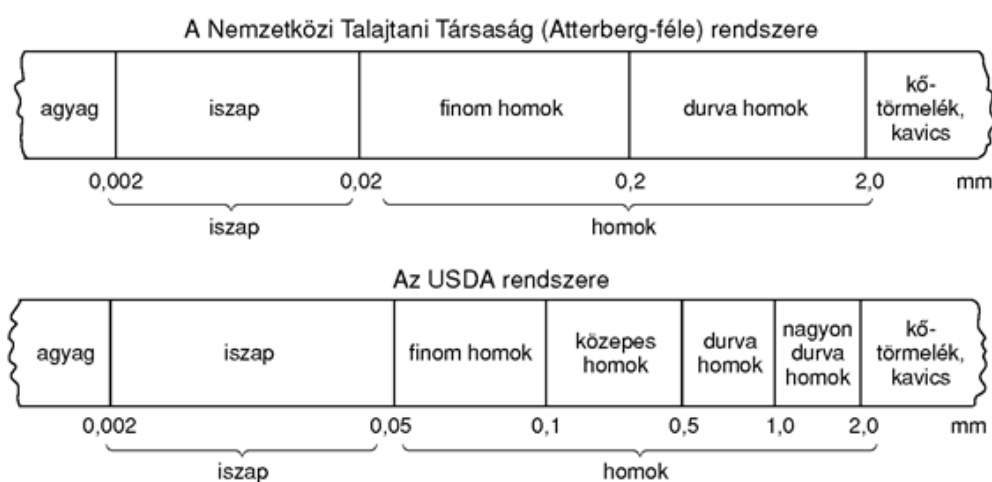 A Nemzetközi Talajtani Társaság (Atterberg-féle) rendszere
agyag
iszap
finom homok
durva homok
kő-
törmelék,
kavics
0,002
0,02
0,2
2,0
mm
iszap
homok
Az USDA rendszere
agyag
iszap
finom homok
közepes
homok
durva
homok
nagyon
durva
homok
kő-
törmelék,
kavics
0,002
0,05
0,1
0,5
1,0
2,0
mm
iszap
homok